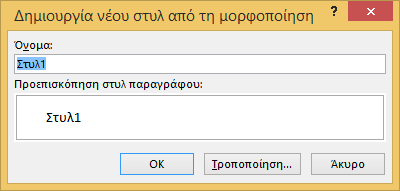 Δημιουργία νέου στυλ από τη μορφοποίηση ? ×
Όνομα:
Στυλ1
Προεπισκόπηση στυλ παραγράφου:
Στυλ1
OK Τροποποίηση... Άκυρο